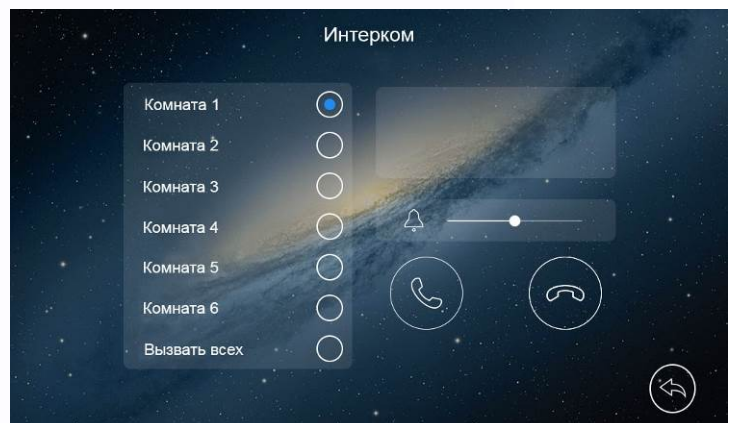 Интерком
Комната 1
Комната 2
Комната 3
Комната 4
Комната 5
Комната 6
Вызвать всех